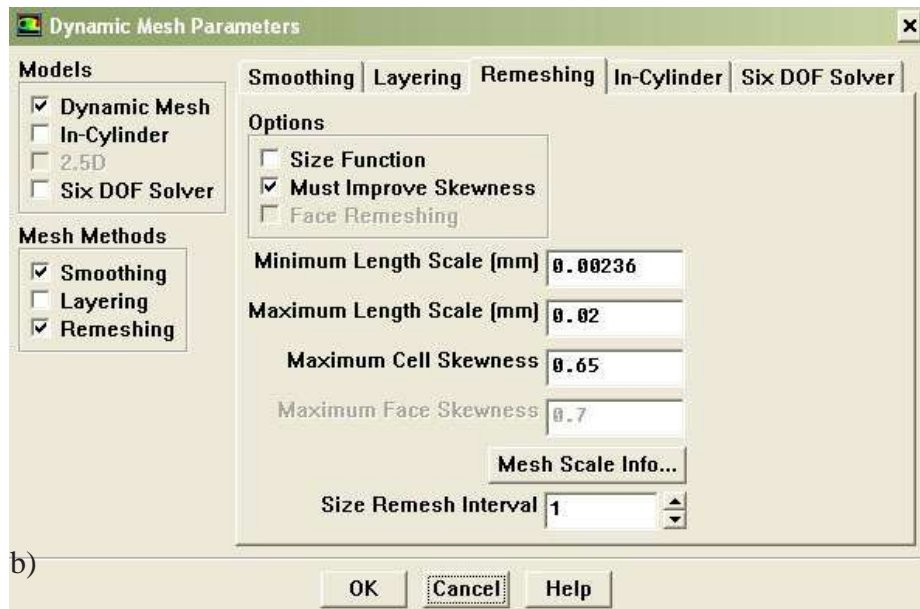 Dynamic Mesh Parameters
Models
Dynamic Mesh
In-Cylinder
2.5D
Six DOF Solver
Mesh Methods
Smoothing
Layering
Remeshing
Smoothing Layering Remeshing In-Cylinder Six DOF Solver
Options
Size Function
Must Improve Skewness
Face Remeshing
Minimum Length Scale (mm) 0.00236
Maximum Length Scale (mm) 0.02
Maximum Cell Skewness 0.65
Maximum Face Skewness 0.7
Mesh Scale Info...
Size Remesh Interval 1
b)
OK Cancel Help